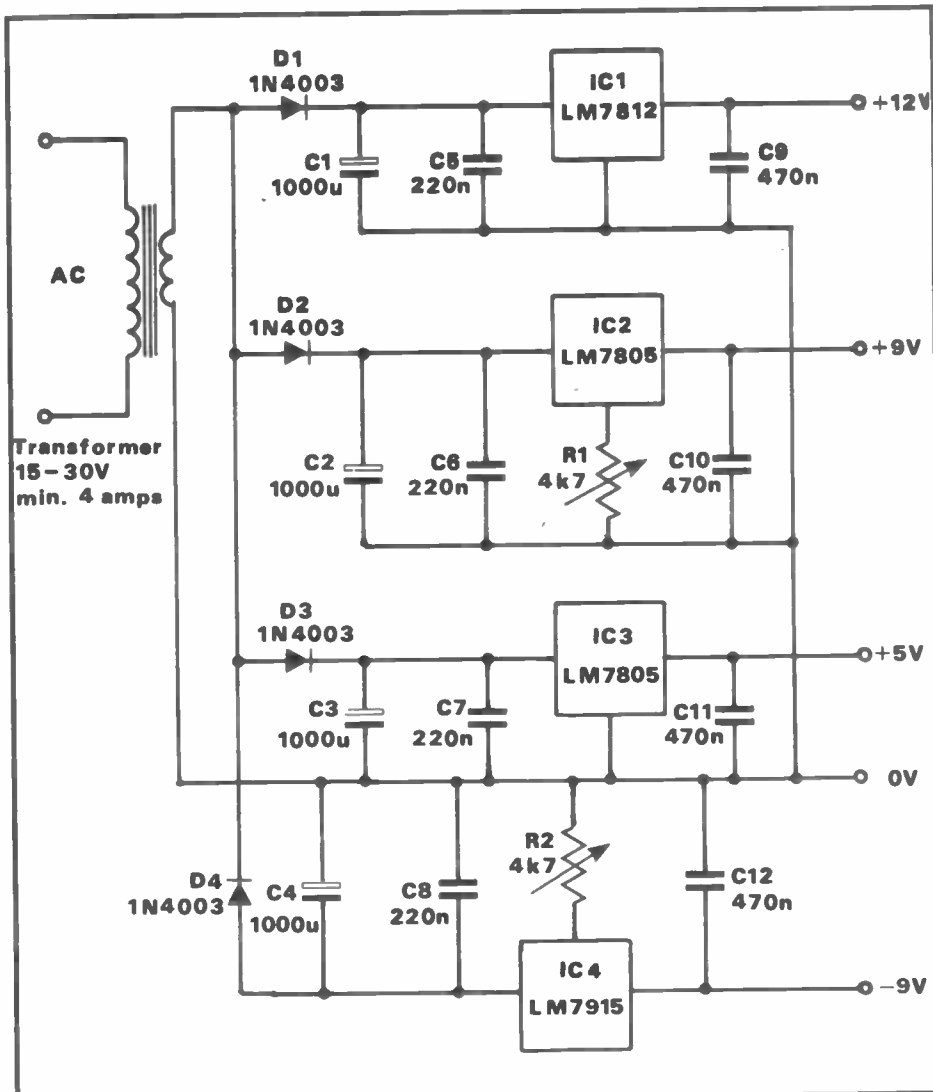 D1
1N4003
IC1
LM7812
+12V
C1
1000u
C5
220n
C9
470n
AC
D2
1N4003
IC2
LM7805
+9V
Transformer
15-30V
min. 4 amps
C2
1000u
C6
220n
R1
4k7
C10
470n
D3
1N4003
IC3
LM7805
+5V
C3
1000u
C7
220n
C11
470n
0V
D4
1N4003
C4
1000u
C8
220n
R2
4k7
C12
470n
IC4
LM7915
-9V